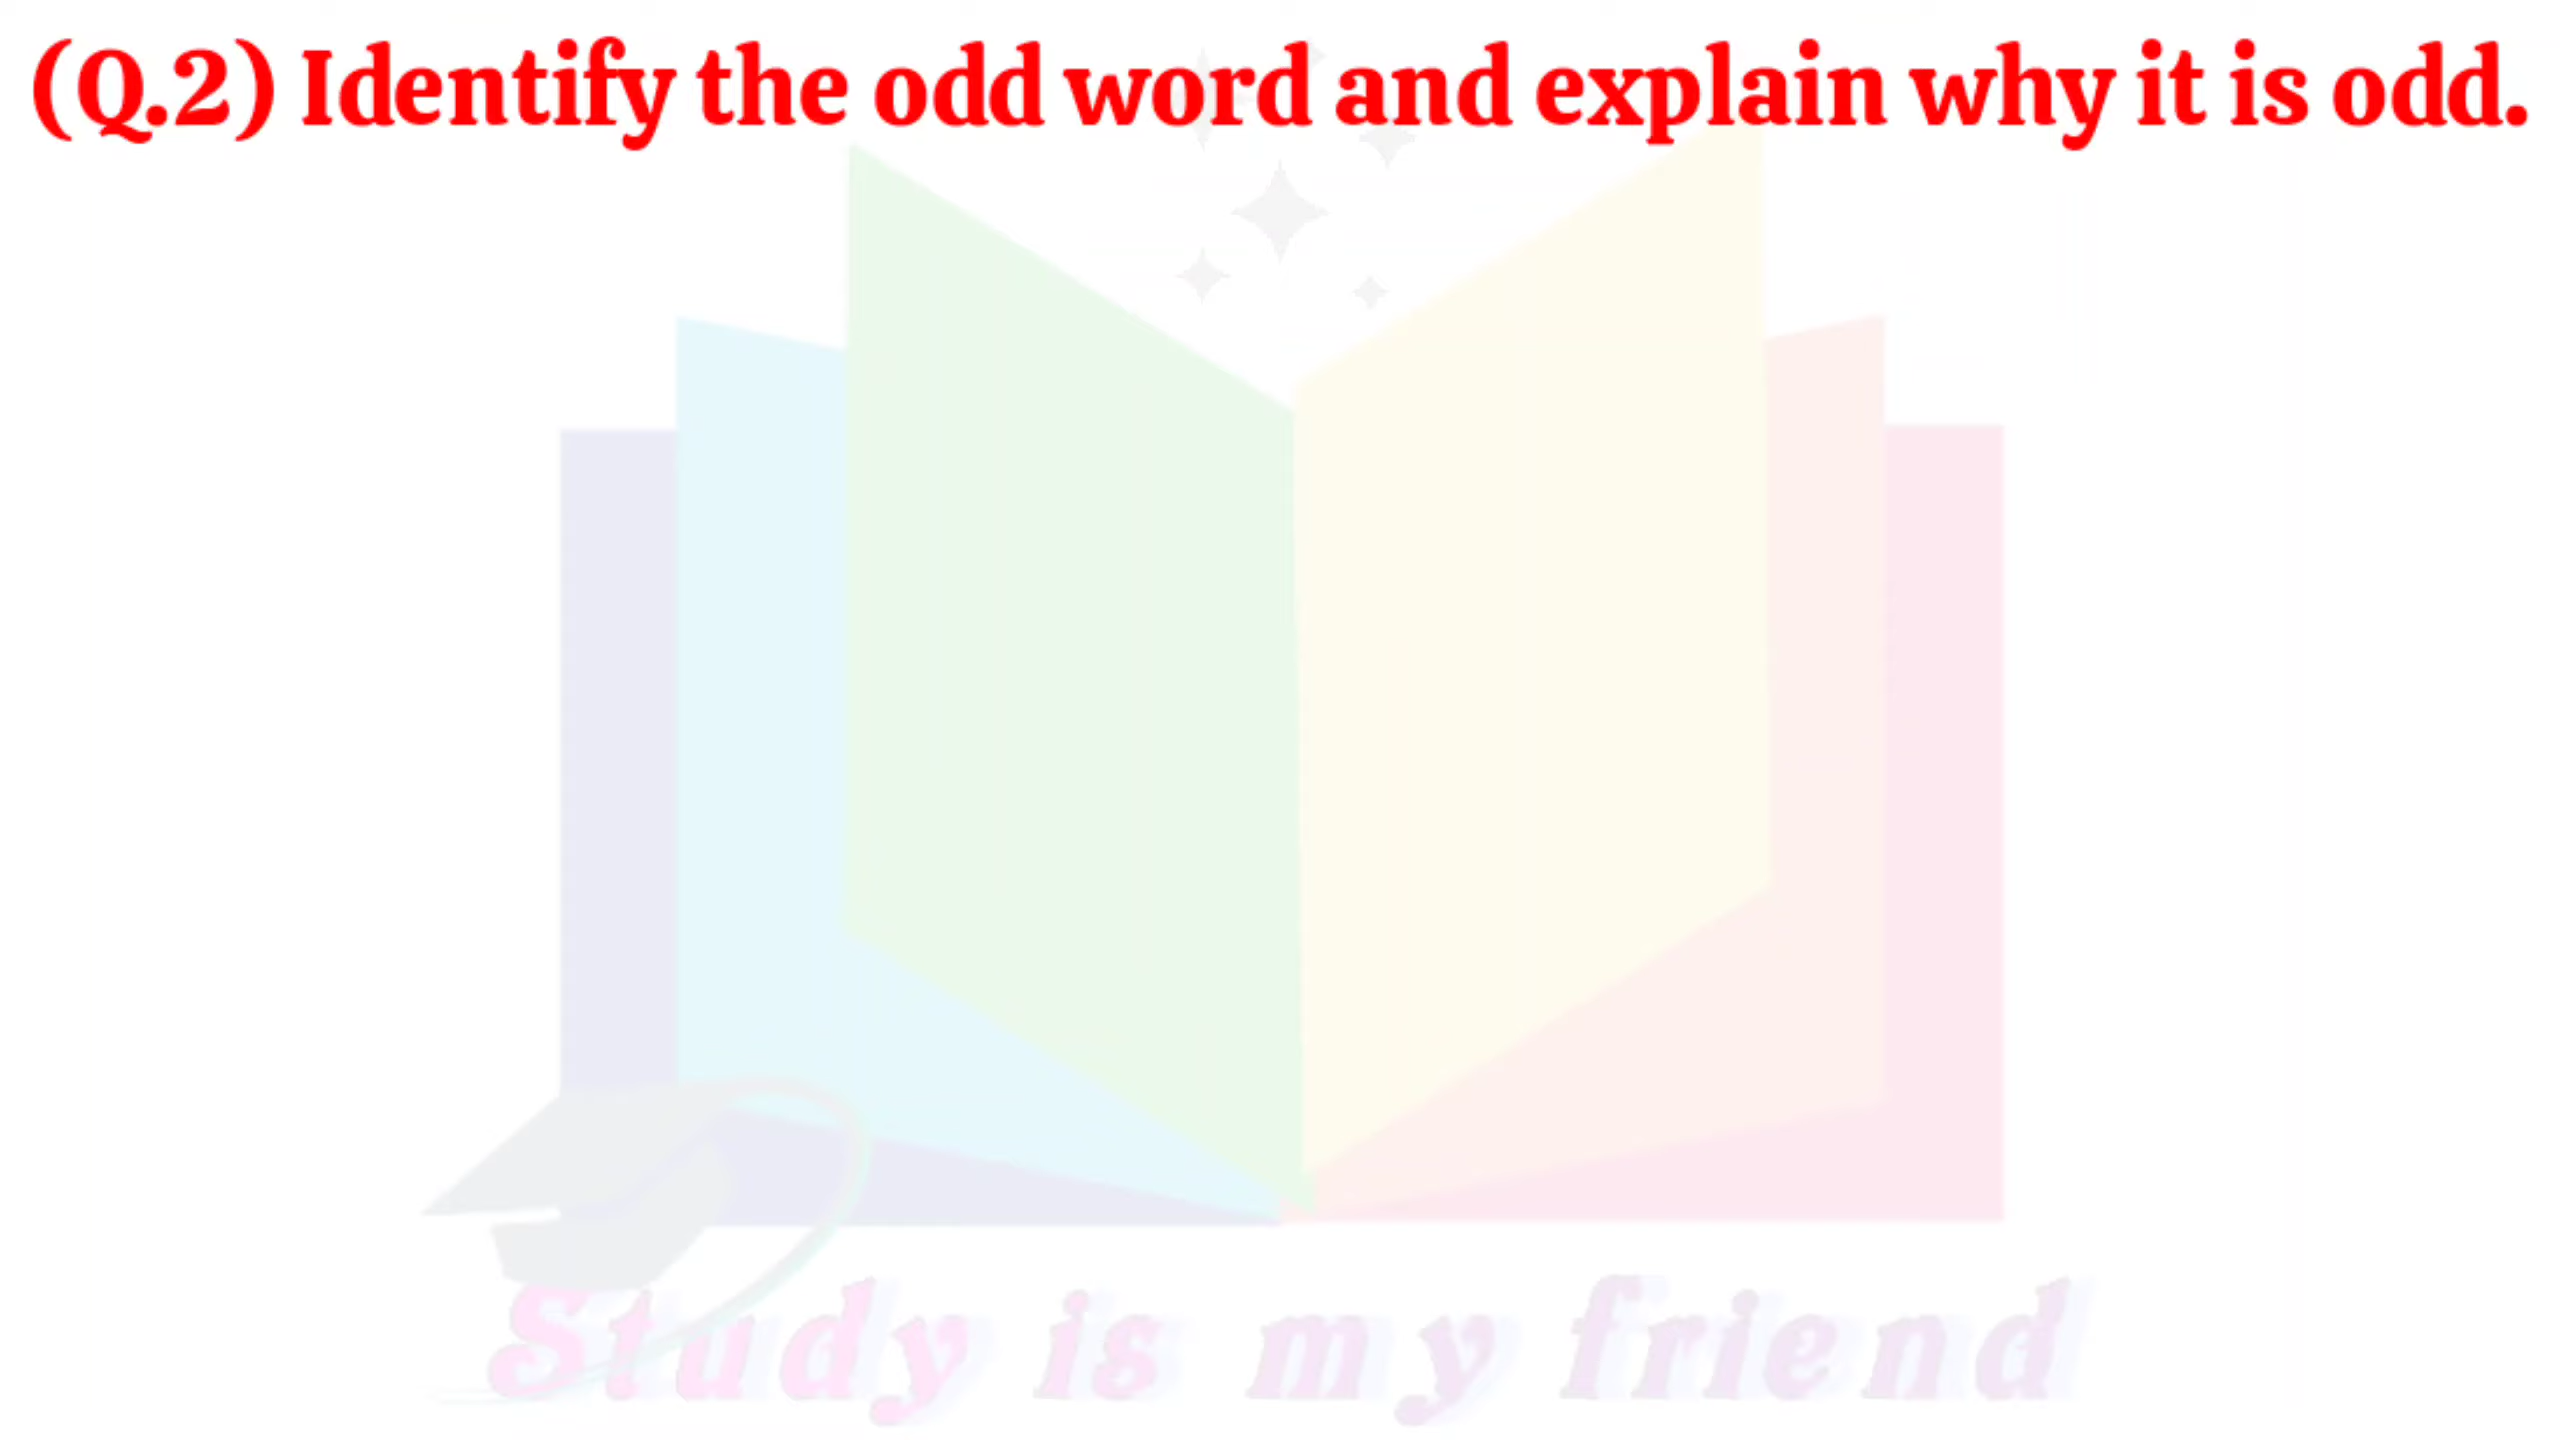 (Q.2) Identify the odd word and explain why it is odd.
Study is my friend